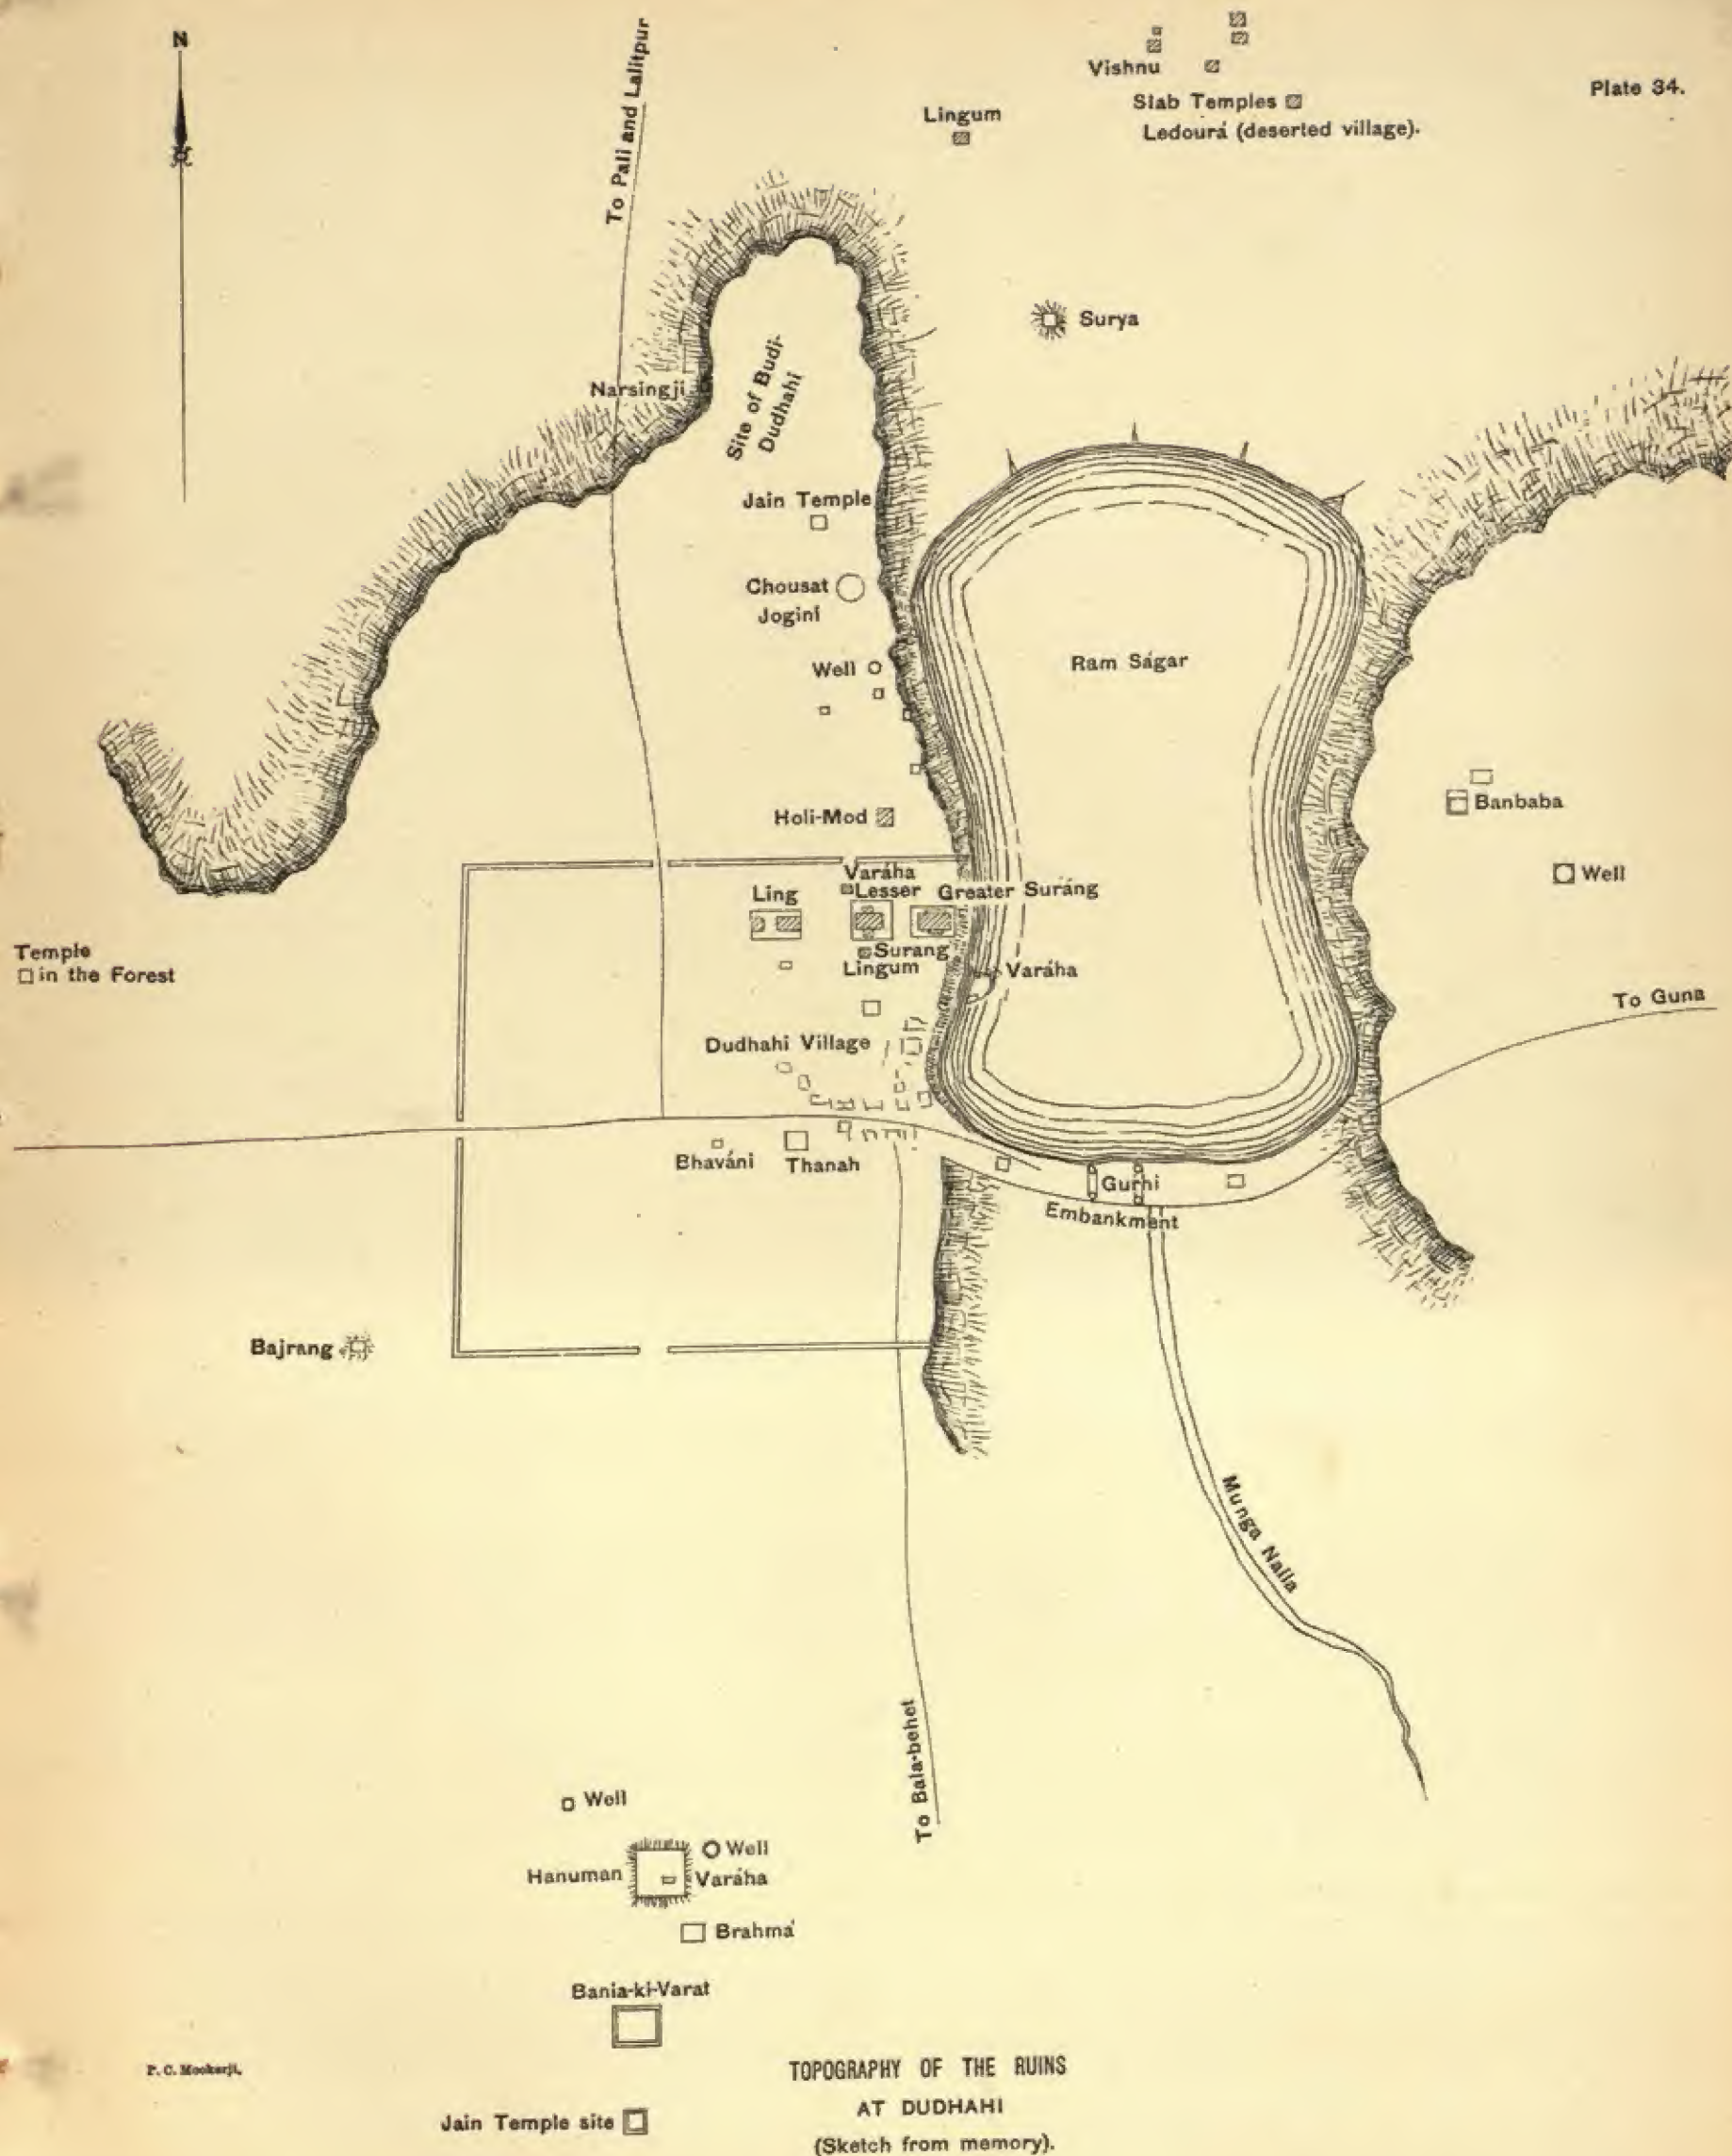 N
To Pali and Lalitpur
Vishnu
Plate 34.
Slab Temples
Ledourá (deserted village).
Lingum
Surya
Narsingji
Site of Budi-
Dudhahi
Jain Temple
Chousat
Joginí
Well
Ram Ságar
Banbaba
Holi-Mod
Well
Varáha
Ling
Lesser
Greater Suráng
Surang
Lingum
Varáha
Temple
in the Forest
To Guna
Dudhahi Village
Bhaváni
Thanah
Gurhi
Embankment
Bajrang
Munga Nalla
To Bala-behet
Well
Well
Hanuman
Varáha
Brahmá
Bania-ki-Varat
P. C. Mookerji.
TOPOGRAPHY OF THE RUINS
AT DUDHAHI
(Sketch from memory).
Jain Temple site